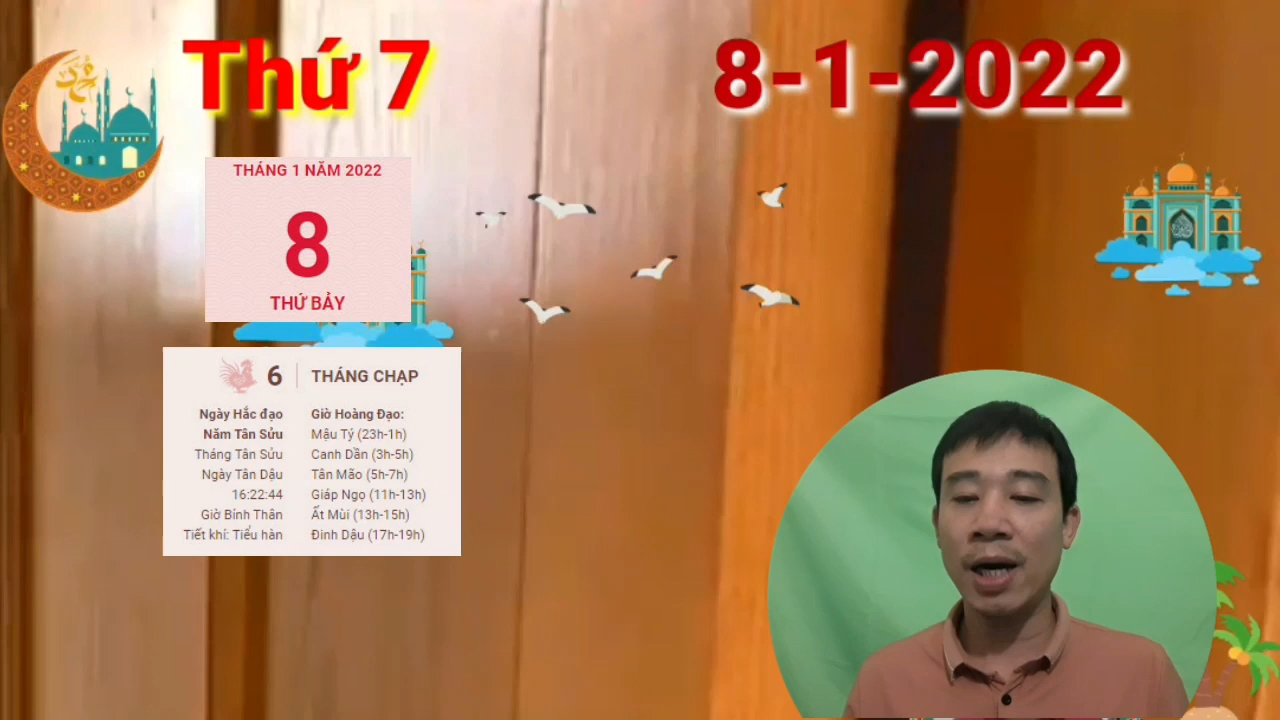 Thứ 7
8-1-2022
THÁNG 1 NĂM 2022
8
THỨ BẢY
6
THÁNG CHẠP
Ngày Hắc đạo
Năm Tân Sửu
Tháng Tân Sửu
Ngày Tân Dậu
16:22:44
Giờ Bính Thân
Tiết khí: Tiểu hàn
Giờ Hoàng Đạo:
Mậu Tý (23h-1h)
Canh Dần (3h-5h)
Tân Mão (5h-7h)
Giáp Ngọ (11h-13h)
Ất Mùi (13h-15h)
Đinh Dậu (17h-19h)